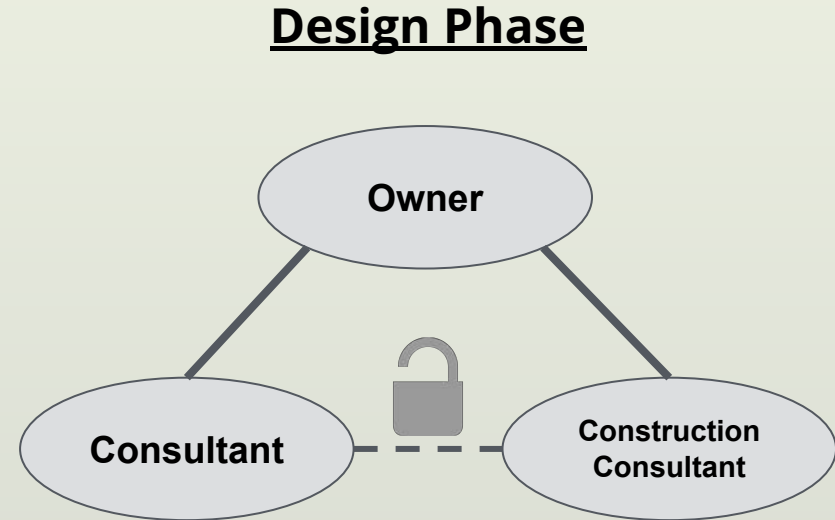 Design Phase
Owner
Consultant
Construction
Consultant